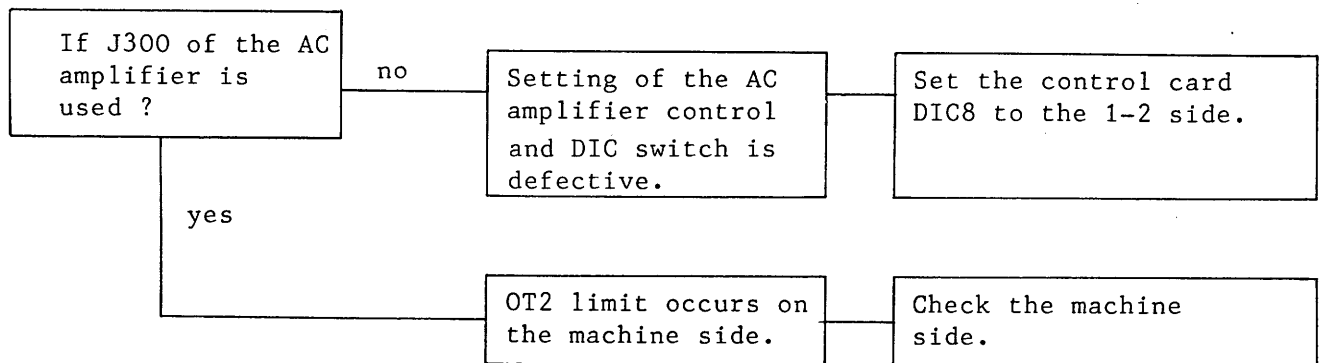 If J300 of the AC
amplifier is
used ?
no
Setting of the AC
amplifier control
and DIC switch is
defective.
Set the control card
DIC8 to the 1-2 side.
yes
OT2 limit occurs on
the machine side.
Check the machine
side.